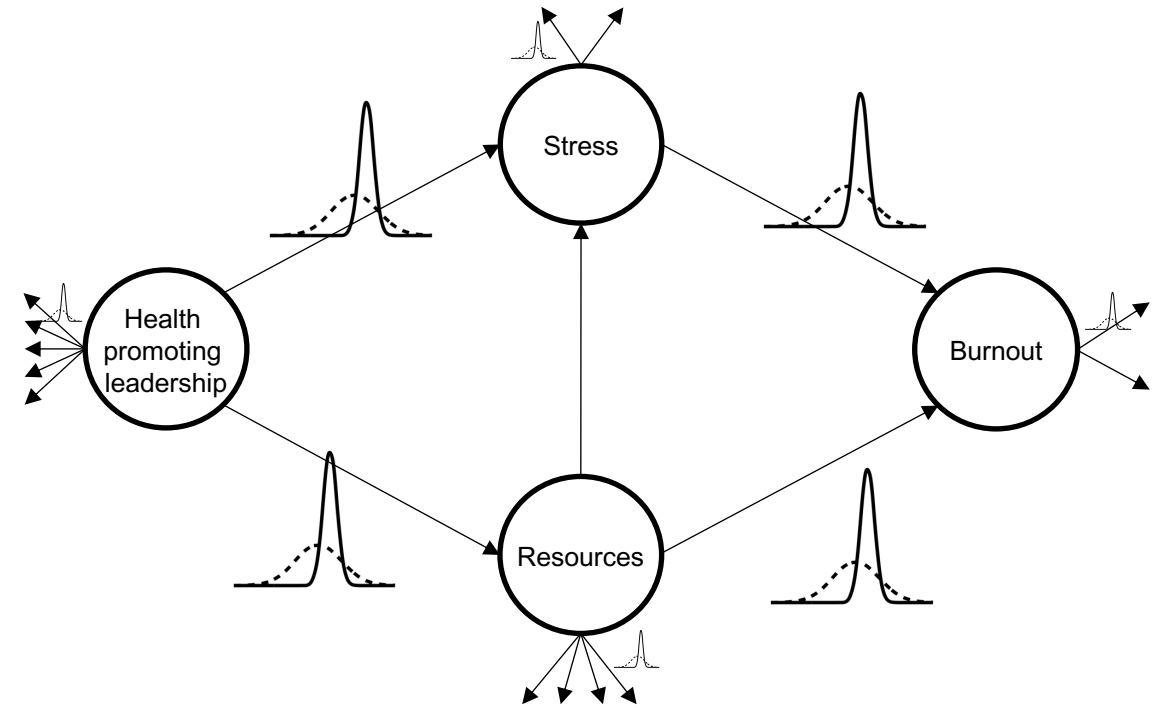 Stress
Health
promoting
leadership
Burnout
Resources